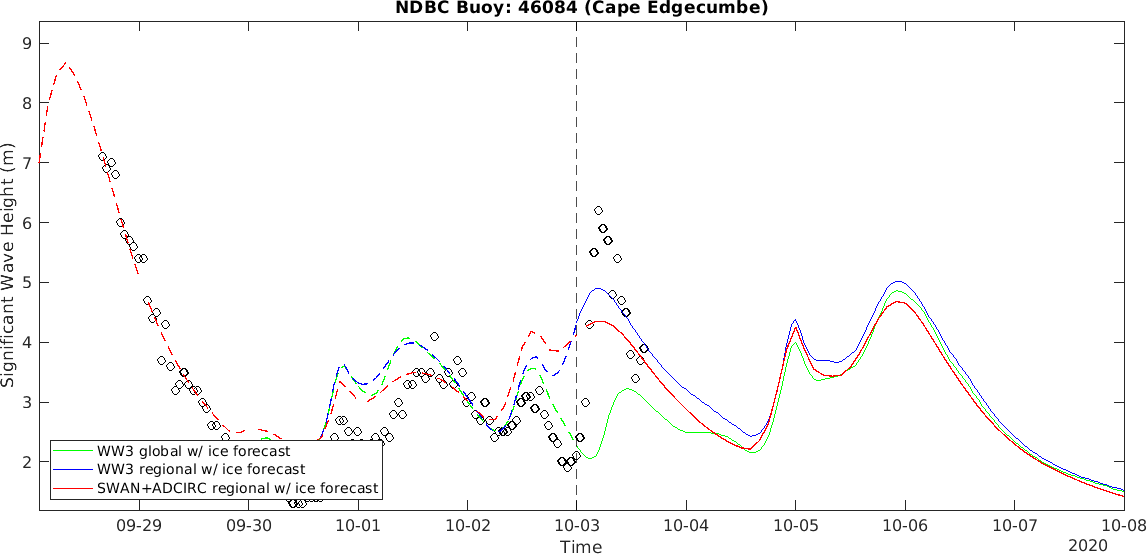 NDBC Buoy: 46084 (Cape Edgecumbe)
Significant Wave Height (m)
9
8
7
6
5
4
3
2
WW3 global w/ ice forecast
WW3 regional w/ ice forecast
SWAN+ADCIRC regional w/ ice forecast
09-29 09-30 10-01 10-02 10-03 10-04 10-05 10-06 10-07 10-08
Time
2020